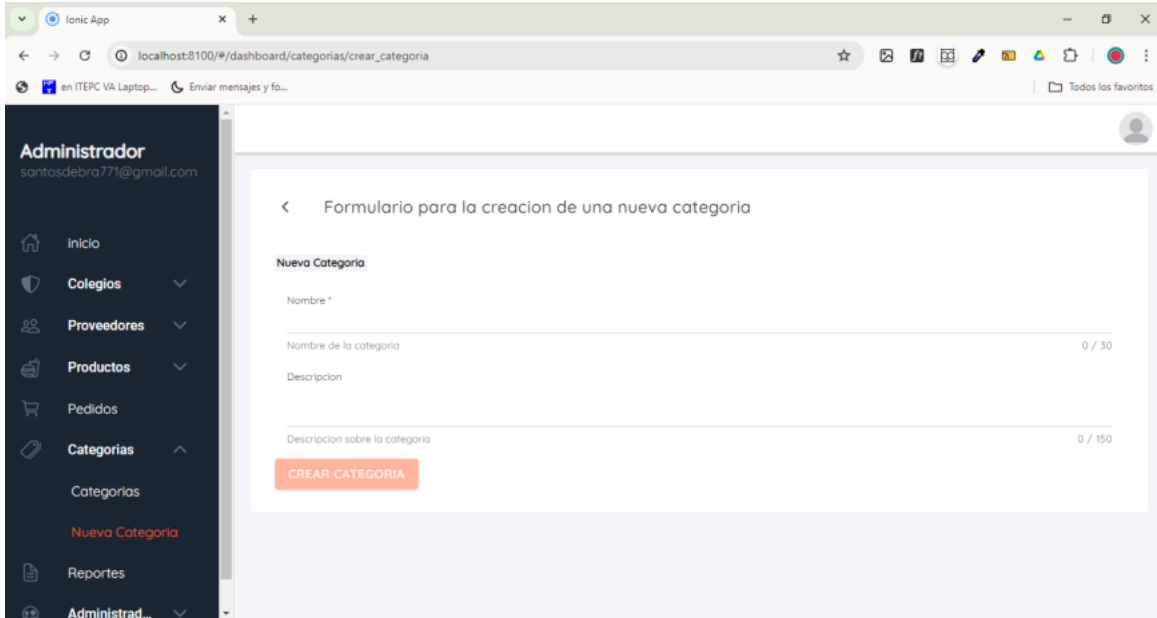 Ionic App
localhost:8100/#/dashboard/categorias/crear_categoria
en ITEPC VA Laptop... Enviar mensajes y fo... Todos los favoritos
Administrador
santosdebra771@gmail.com
inicio
Colegios
Proveedores
Productos
Pedidos
Categorias
Categorias
Nueva Categoria
Reportes
Administrad...
Formulario para la creacion de una nueva categoria
Nueva Categoria
Nombre *
Nombre de la categoria 0 / 30
Descripcion
Descripcion sobre la categoria 0 / 150
CREAR CATEGORIA